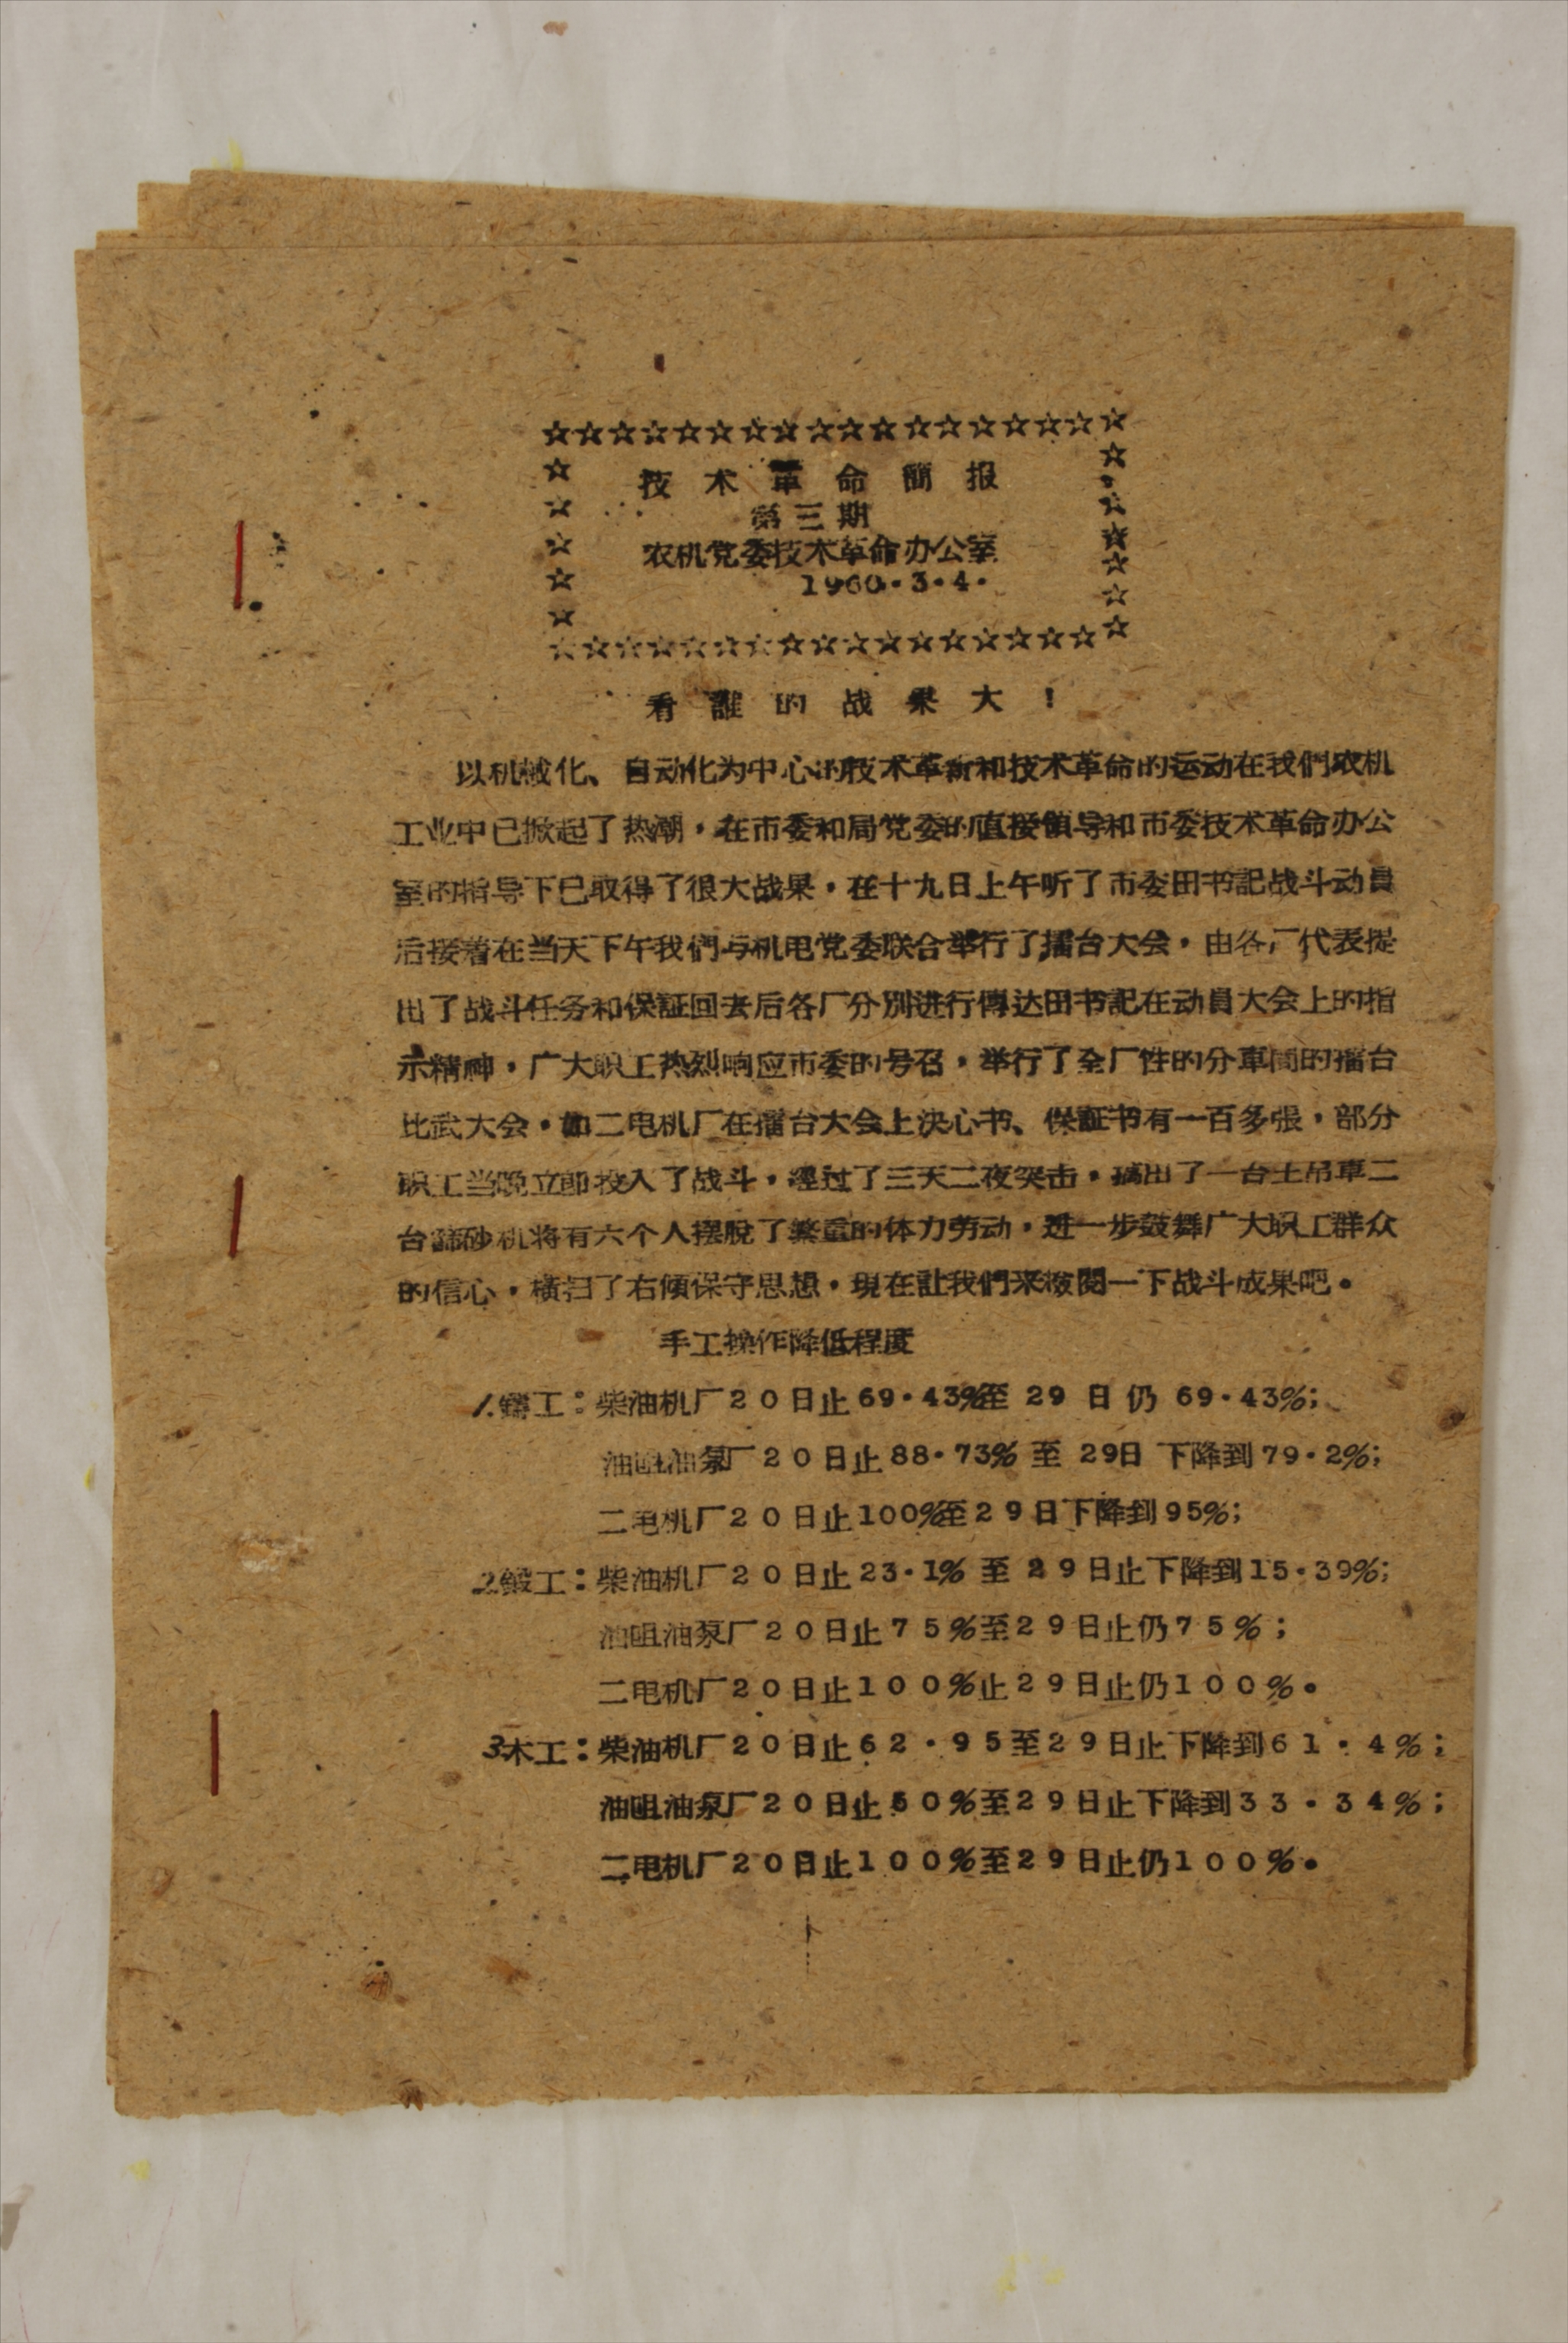 ☆☆☆☆☆☆☆☆☆☆☆☆☆☆☆☆☆☆
技术革命簡报
第三期
农机党委技术革命办公室
1960·3·4·
☆☆☆☆☆☆☆☆☆☆☆☆☆☆☆☆☆☆
看誰的战果大！
以机械化、自动化为中心的技术革新和技术革命的运动在我們农机
工业中已掀起了热潮，在市委和局党委的直接領导和市委技术革命办公
室的指导下已取得了很大战果，在十九日上午听了市委田书記战斗动員
后接着在当天下午我們与机电党委联合举行了擂台大会，由各厂代表提
出了战斗任务和保証回去后各厂分別进行傳达田书記在动員大会上的指
示精神，广大职工热烈响应市委的号召，举行了全厂性的分車間的擂台
比武大会，如二电机厂在擂台大会上决心书、保証书有一百多張，部分
职工当晚立即投入了战斗，經过了三天二夜突击，搞出了一台土吊車二
台篩砂机将有六个人摆脫了繁重的体力劳动，进一步鼓舞广大职工群众
的信心，橫扫了右傾保守思想，現在让我們来檢閱一下战斗成果吧。
手工操作降低程度
1.鑄工：柴油机厂20日止69·43%至29日仍69·43%；
油咀油泵厂20日止88·73%至29日下降到79·2%；
二电机厂20日止100%至29日下降到95%；
2鍛工：柴油机厂20日止23·1%至29日止下降到15·39%；
油咀油泵厂20日止75%至29日止仍75%；
二电机厂20日止100%止29日止仍100%。
3木工：柴油机厂20日止62·95至29日止下降到61·4%；
油咀油泵厂20日止50%至29日止下降到33·34%；
二电机厂20日止100%至29日止仍100%。